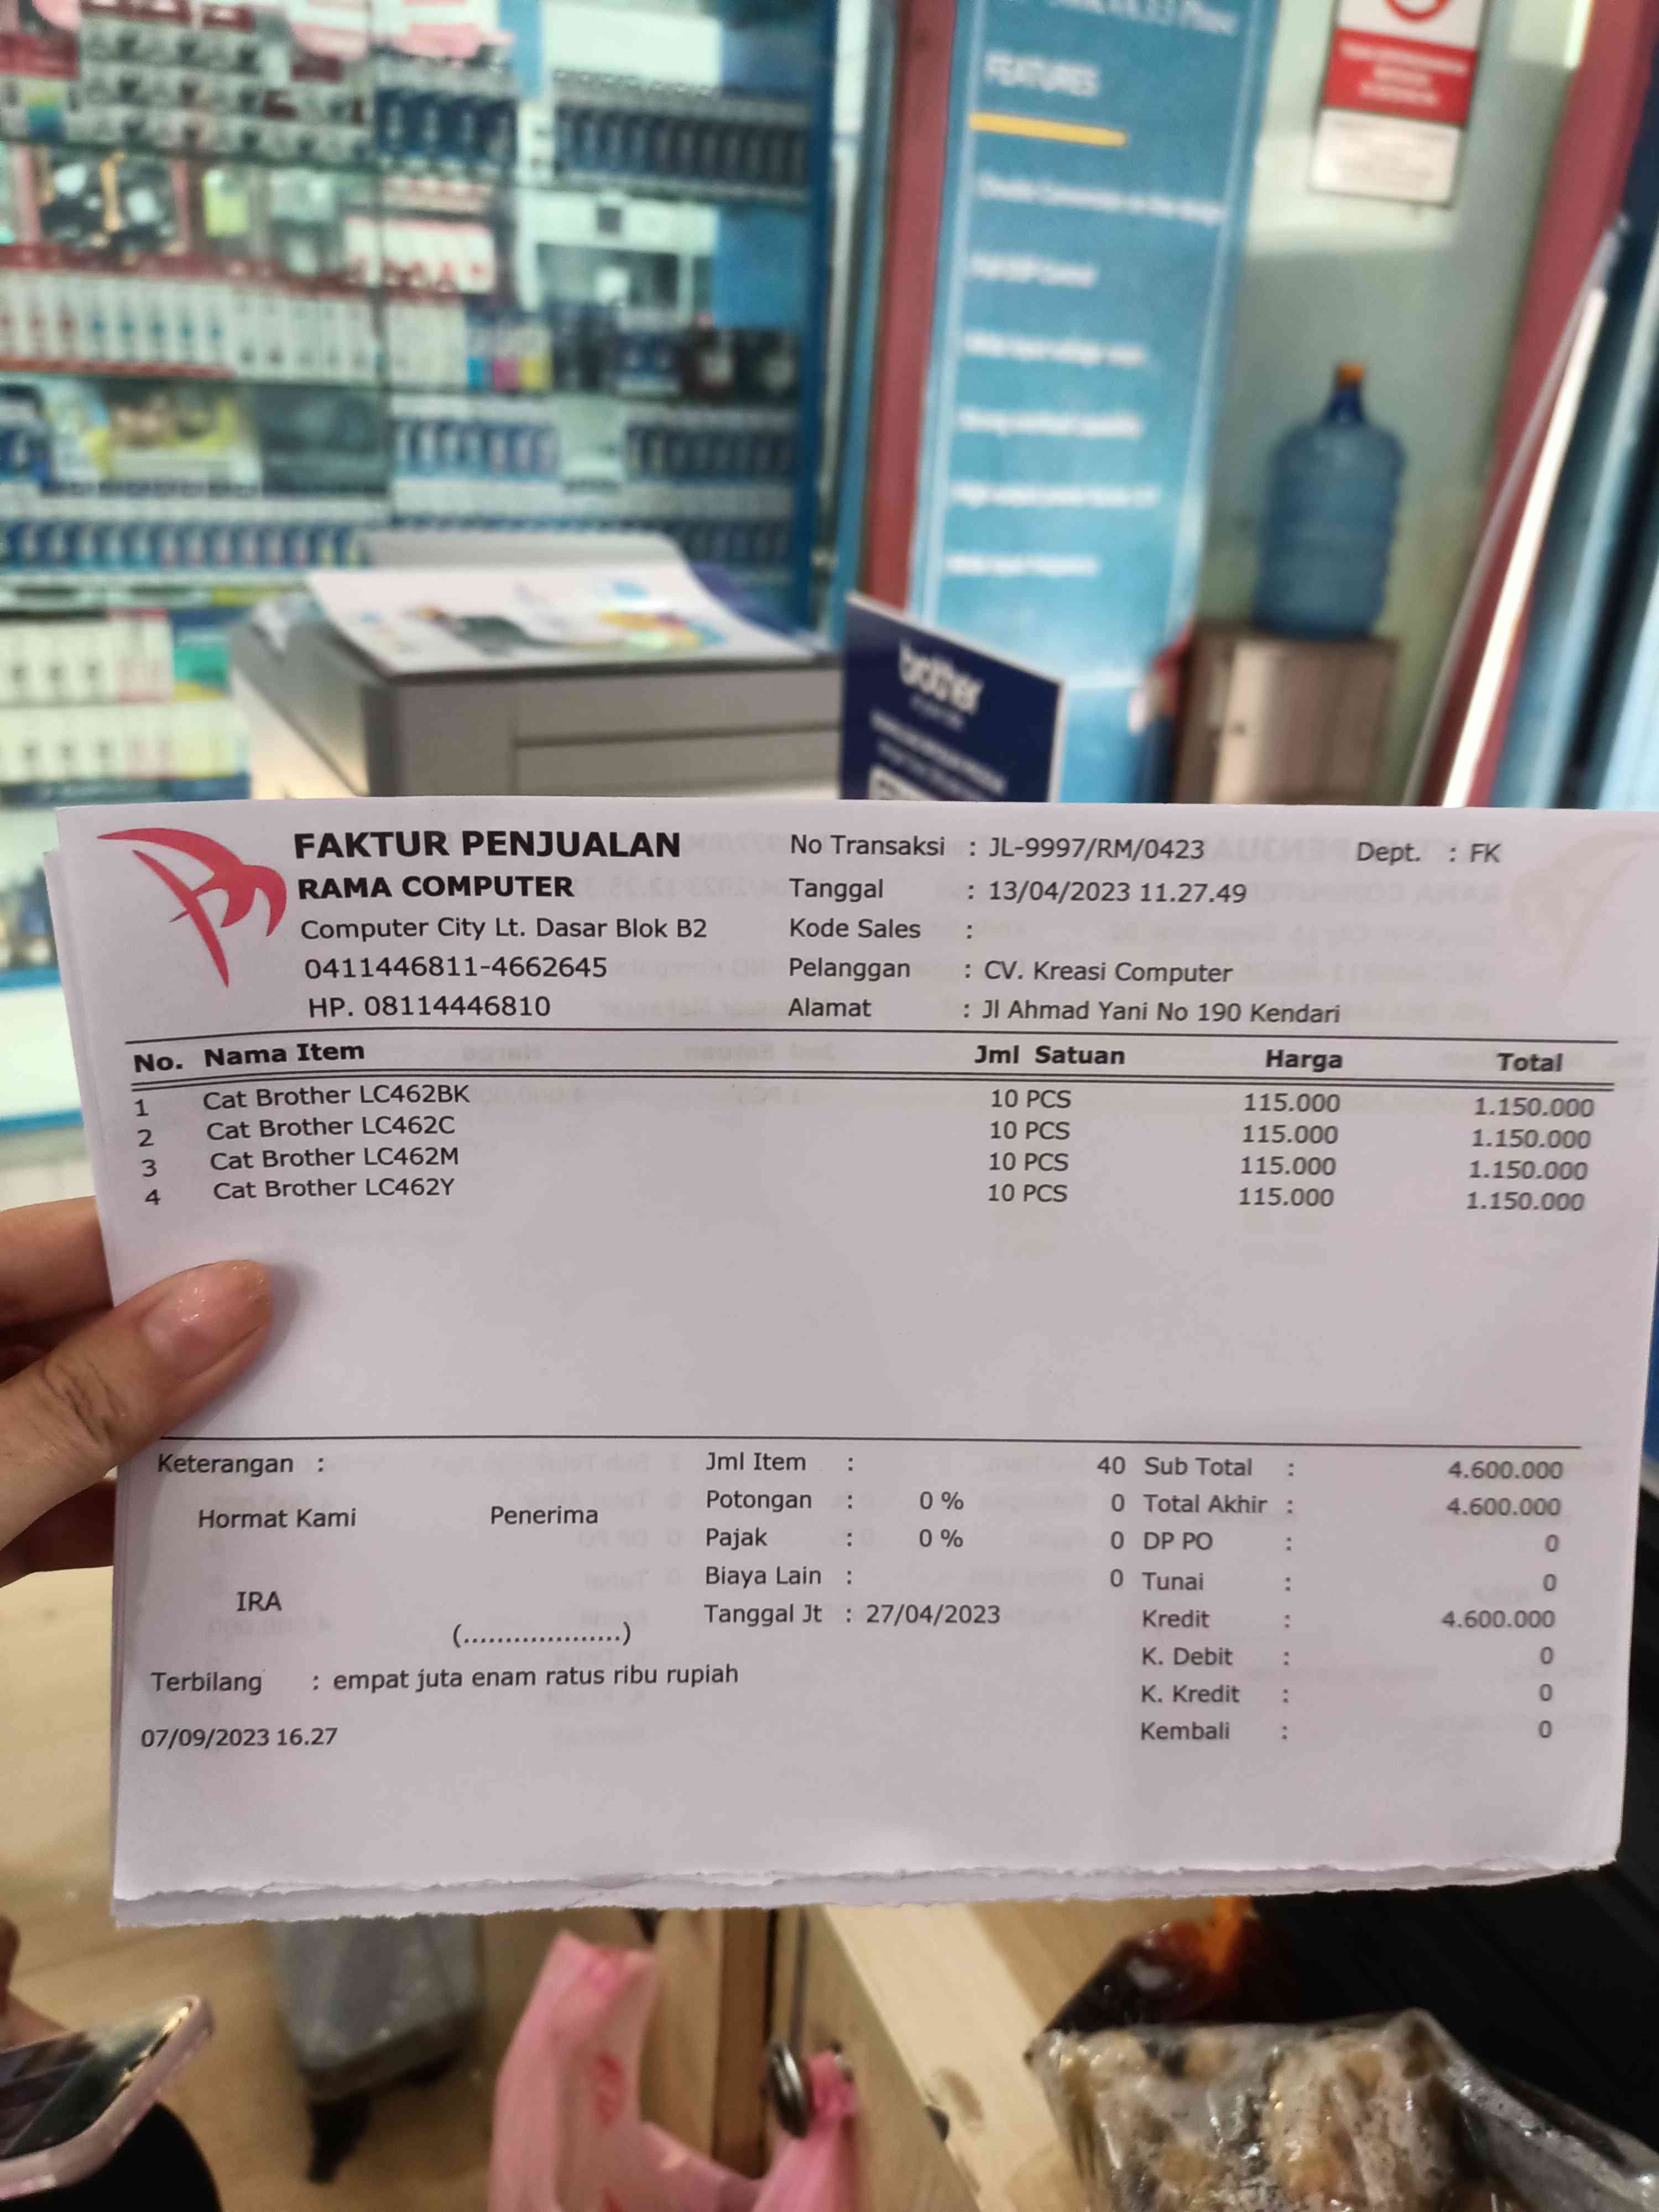 FEATURES
brother
FAKTUR PENJUALAN
RAMA COMPUTER
Computer City Lt. Dasar Blok B2
0411446811-4662645
HP. 08114446810
No Transaksi : JL-9997/RM/0423
Dept. : FK
Tanggal : 13/04/2023 11.27.49
Kode Sales :
Pelanggan : CV. Kreasi Computer
Alamat : Jl Ahmad Yani No 190 Kendari
No. Nama Item Jml Satuan Harga Total
1 Cat Brother LC462BK 10 PCS 115.000 1.150.000
2 Cat Brother LC462C 10 PCS 115.000 1.150.000
3 Cat Brother LC462M 10 PCS 115.000 1.150.000
4 Cat Brother LC462Y 10 PCS 115.000 1.150.000
Keterangan :
Hormat Kami Penerima
IRA
(...................)
Jml Item : 40
Potongan : 0 % 0
Pajak : 0 % 0
Biaya Lain : 0
Tanggal Jt : 27/04/2023
Sub Total : 4.600.000
Total Akhir : 4.600.000
DP PO : 0
Tunai : 0
Kredit : 4.600.000
K. Debit : 0
K. Kredit : 0
Kembali : 0
Terbilang : empat juta enam ratus ribu rupiah
07/09/2023 16.27